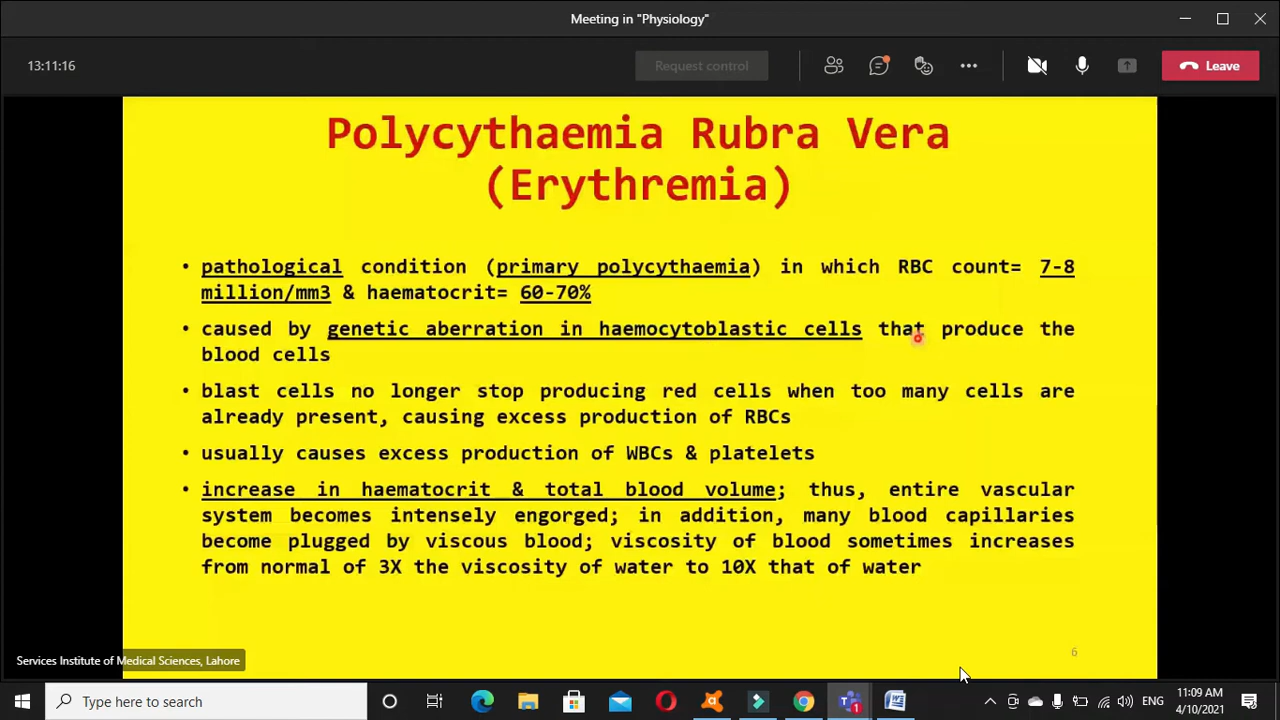 Meeting in "Physiology"
13:11:16
Request control
Leave
Polycythaemia Rubra Vera
(Erythremia)
• pathological condition (primary polycythaemia) in which RBC count= 7-8
million/mm3 & haematocrit= 60-70%
• caused by genetic aberration in haemocytoblastic cells that produce the
blood cells
• blast cells no longer stop producing red cells when too many cells are
already present, causing excess production of RBCs
• usually causes excess production of WBCs & platelets
• increase in haematocrit & total blood volume; thus, entire vascular
system becomes intensely engorged; in addition, many blood capillaries
become plugged by viscous blood; viscosity of blood sometimes increases
from normal of 3X the viscosity of water to 10X that of water
6
Services Institute of Medical Sciences, Lahore
Type here to search
1
ENG
11:09 AM
4/10/2021